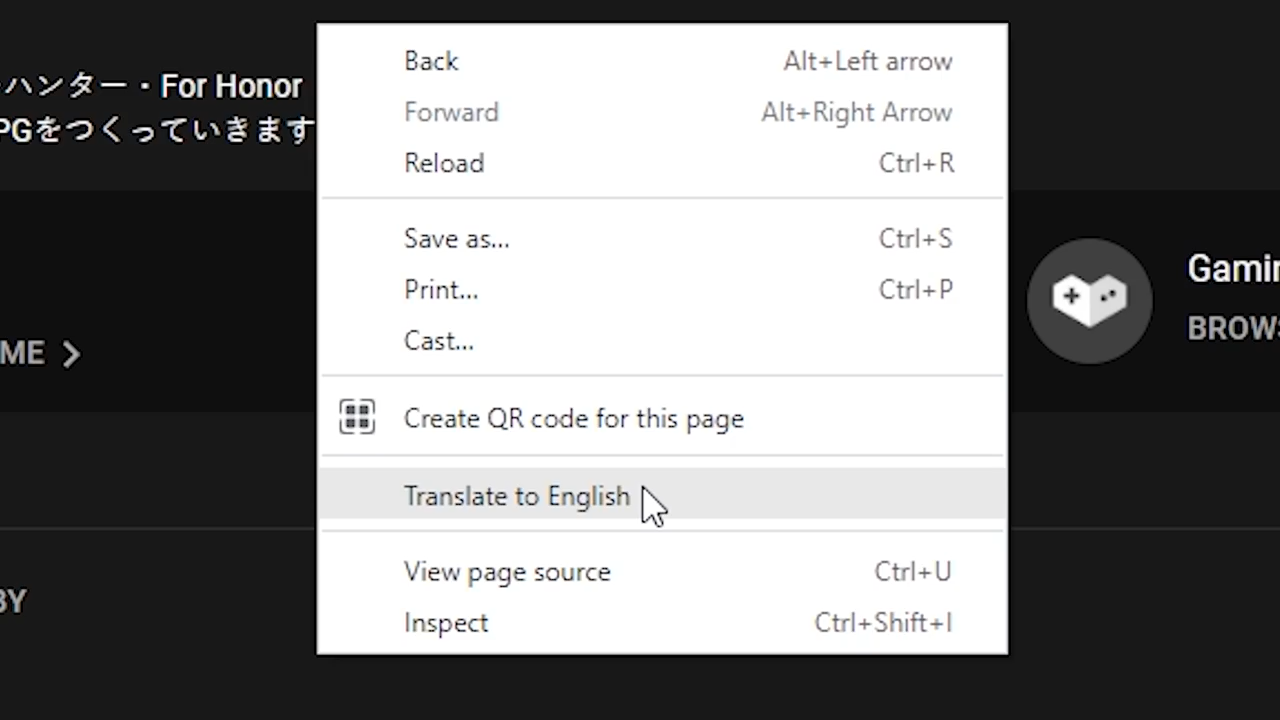 ハンター・For Honor
PGをつくっていきます
ME
BY
Back Alt+Left arrow
Forward Alt+Right Arrow
Reload Ctrl+R
Save as... Ctrl+S
Print... Ctrl+P
Cast...
Create QR code for this page
Translate to English
View page source Ctrl+U
Inspect Ctrl+Shift+I
Gamin
BROWS